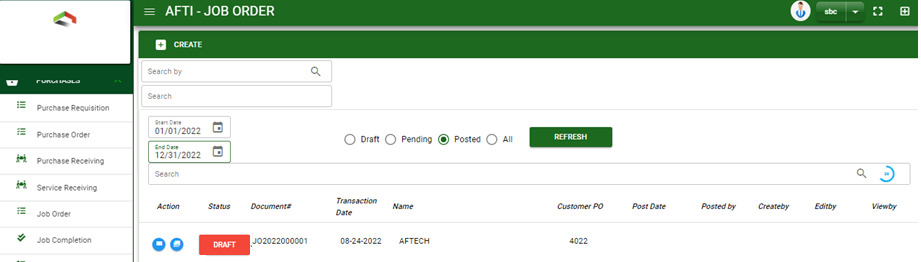 AFTI - JOB ORDER
sbc
CREATE
Search by
Search
PURCHASES
Purchase Requisition
Purchase Order
Purchase Receiving
Service Receiving
Job Order
Job Completion
Start Date
01/01/2022
End Date
12/31/2022
Draft
Pending
Posted
All
REFRESH
Search
Action Status Document# Transaction Date Name Customer PO Post Date Posted by Createby Editby Viewby
DRAFT JO2022000001 08-24-2022 AFTECH 4022